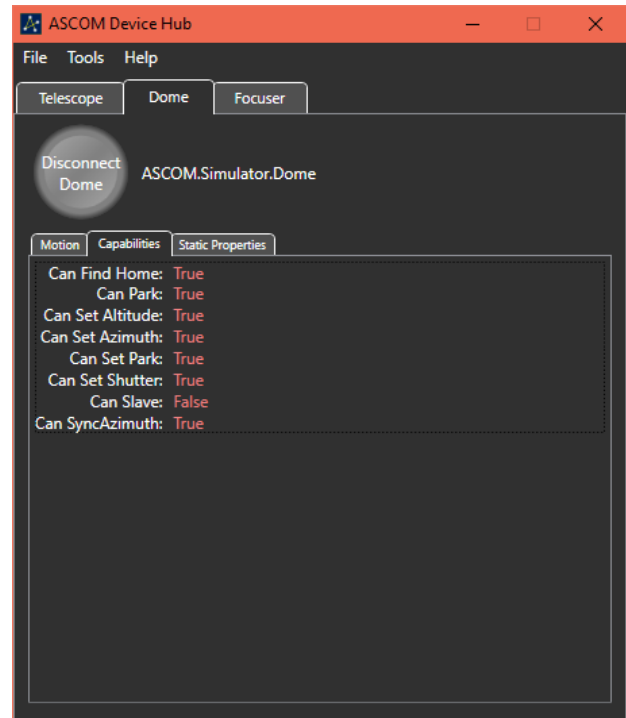 ASCOM Device Hub
File Tools Help
Telescope Dome Focuser
Disconnect
Dome
ASCOM.Simulator.Dome
Motion Capabilities Static Properties
Can Find Home: True
Can Park: True
Can Set Altitude: True
Can Set Azimuth: True
Can Set Park: True
Can Set Shutter: True
Can Slave: False
Can SyncAzimuth: True